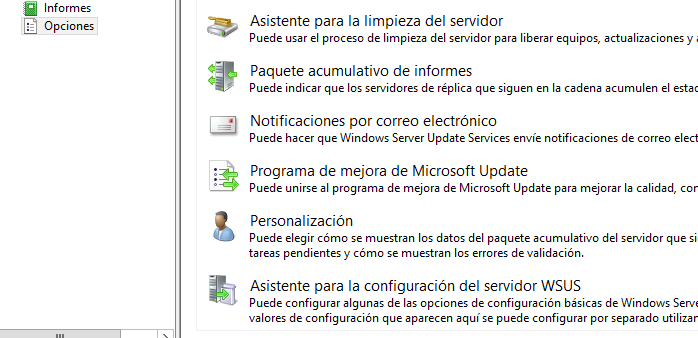 Informes
Opciones
Asistente para la limpieza del servidor
Puede usar el proceso de limpieza del servidor para liberar equipos, actualizaciones y
Paquete acumulativo de informes
Puede indicar que los servidores de réplica que siguen en la cadena acumulen el
Notificaciones por correo electrónico
Puede hacer que Windows Server Update Services envíe notificaciones de correo
Programa de mejora de Microsoft Update
Puede unirse al programa de mejora de Microsoft Update para mejorar la calidad,
Personalización
Puede elegir cómo se muestran los datos del paquete acumulativo del servidor que
tareas pendientes y cómo se muestran los errores de validación.
Asistente para la configuración del servidor WSUS
Puede configurar algunas de las opciones de configuración básicas de Windows
valores de configuración que aparecen aquí se puede configurar por separado